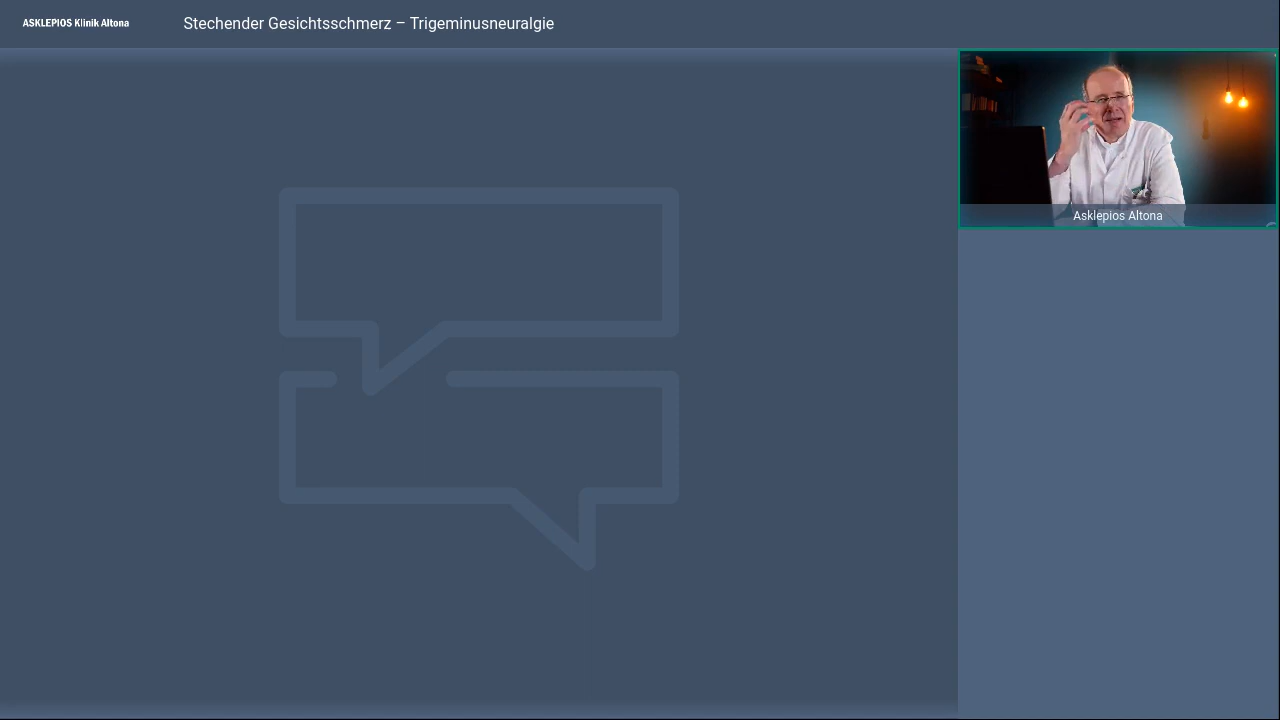 ASKLEPIOS Klinik Altona
Stechender Gesichtsschmerz – Trigeminusneuralgie
Asklepios Altona